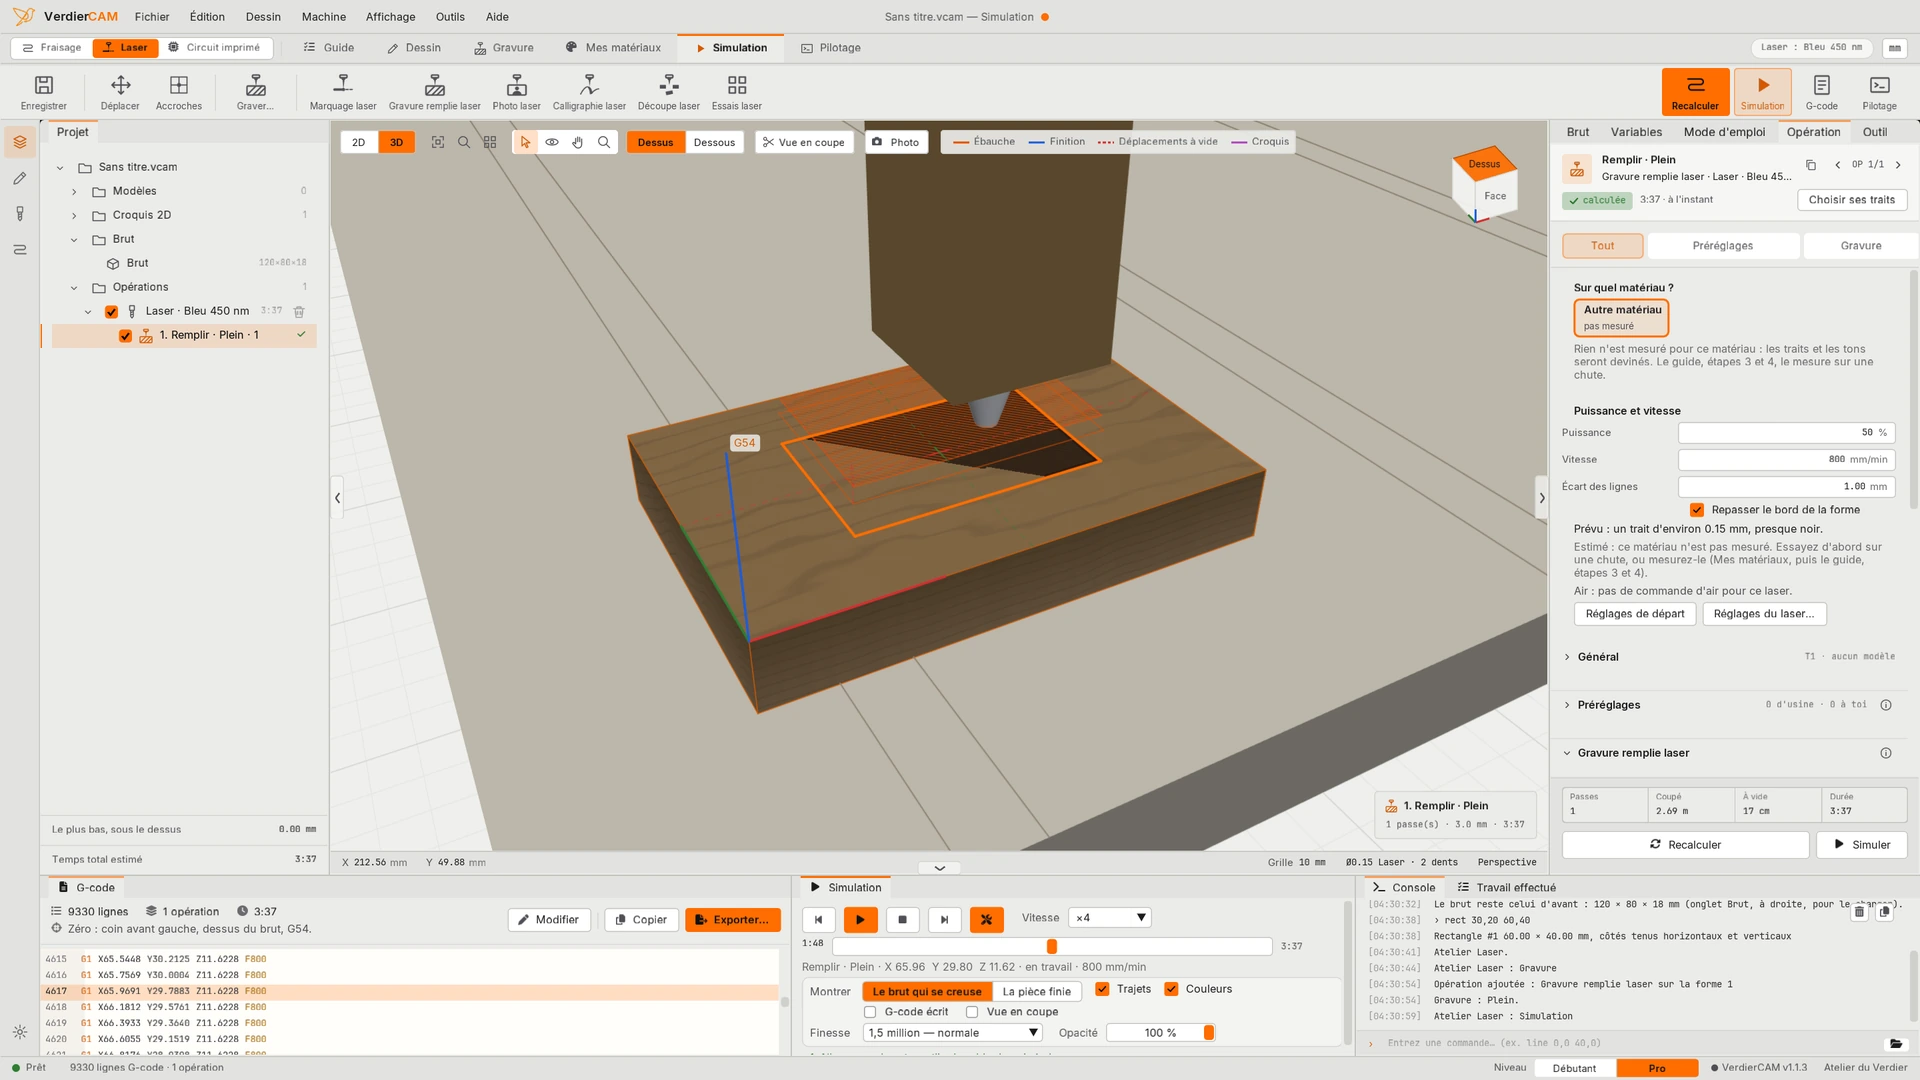 VerdierCAM Fichier Édition Dessin Machine Affichage Outils Aide
Sans titre.vcam — Simulation
Fraisage Laser Circuit imprimé Guide Dessin Gravure Mes matériaux Simulation Pilotage
Laser : Bleu 450 nm mm
Enregistrer Déplacer Accroches Graver... Marquage laser Gravure remplie laser Photo laser Calligraphie laser Découpe laser Essais laser
Recalculer Simulation G-code Pilotage
Projet
Sans titre.vcam
Modèles 0
Croquis 2D 1
Brut
Brut 120×80×18
Opérations 1
Laser · Bleu 450 nm 3:37
1. Remplir · Plein · 1
Le plus bas, sous le dessus 0.00 mm
Temps total estimé 3:37
2D 3D Dessus Dessous Vue en coupe Photo
Ébauche Finition Déplacements à vide Croquis
Dessus
Face
G54
1. Remplir · Plein
1 passe(s) · 3.0 mm · 3:37
X 212.56 mm Y 49.88 mm
Grille 10 mm Ø0.15 Laser · 2 dents Perspective
Brut Variables Mode d'emploi Opération Outil
Remplir · Plein
Gravure remplie laser · Laser · Bleu 45...
OP 1/1
calculée 3:37 · à l'instant Choisir ses traits
Tout Préréglages Gravure
Sur quel matériau ?
Autre matériau
pas mesuré
Rien n'est mesuré pour ce matériau : les traits et les tons
seront devinés. Le guide, étapes 3 et 4, le mesure sur une
chute.
Puissance et vitesse
Puissance 50 %
Vitesse 800 mm/min
Écart des lignes 1.00 mm
Repasser le bord de la forme
Prévu : un trait d'environ 0.15 mm, presque noir.
Estimé : ce matériau n'est pas mesuré. Essayez d'abord sur
une chute, ou mesurez-le (Mes matériaux, puis le guide,
étapes 3 et 4).
Air : pas de commande d'air pour ce laser.
Réglages de départ Réglages du laser...
Général T1 · aucun modèle
Préréglages 0 d'usine · 0 à toi
Gravure remplie laser
Passes Coupé À vide Durée
1 2.69 m 17 cm 3:37
Recalculer Simuler
G-code
9330 lignes 1 opération 3:37
Zéro : coin avant gauche, dessus du brut, G54.
Modifier Copier Exporter...
4615 G1 X65.5448 Y30.2125 Z11.6228 F800
4616 G1 X65.7569 Y30.0004 Z11.6228 F800
4617 G1 X65.9691 Y29.7883 Z11.6228 F800
4618 G1 X66.1812 Y29.5761 Z11.6228 F800
4619 G1 X66.3933 Y29.3640 Z11.6228 F800
4620 G1 X66.6055 Y29.1519 Z11.6228 F800
Simulation
Vitesse ×4
1:48 3:37
Remplir · Plein · X 65.96 Y 29.80 Z 11.62 · en travail · 800 mm/min
Montrer Le brut qui se creuse La pièce finie Trajets Couleurs
G-code écrit Vue en coupe
Finesse 1,5 million — normale Opacité 100 %
Console Travail effectué
[04:30:32] Le brut reste celui d'avant : 120 × 80 × 18 mm (onglet Brut, à droite, pour le changer).
[04:30:38] › rect 30,20 60,40
[04:30:38] Rectangle #1 60.00 × 40.00 mm, côtés tenus horizontaux et verticaux
[04:30:41] Atelier Laser.
[04:30:44] Atelier Laser : Gravure
[04:30:54] Opération ajoutée : Gravure remplie laser sur la forme 1
[04:30:54] Gravure : Plein.
[04:30:59] Atelier Laser : Simulation
› Entrez une commande… (ex. line 0,0 40,0)
Prêt 9330 lignes G-code · 1 opération
Niveau Débutant Pro VerdierCAM v1.1.3 Atelier du Verdier